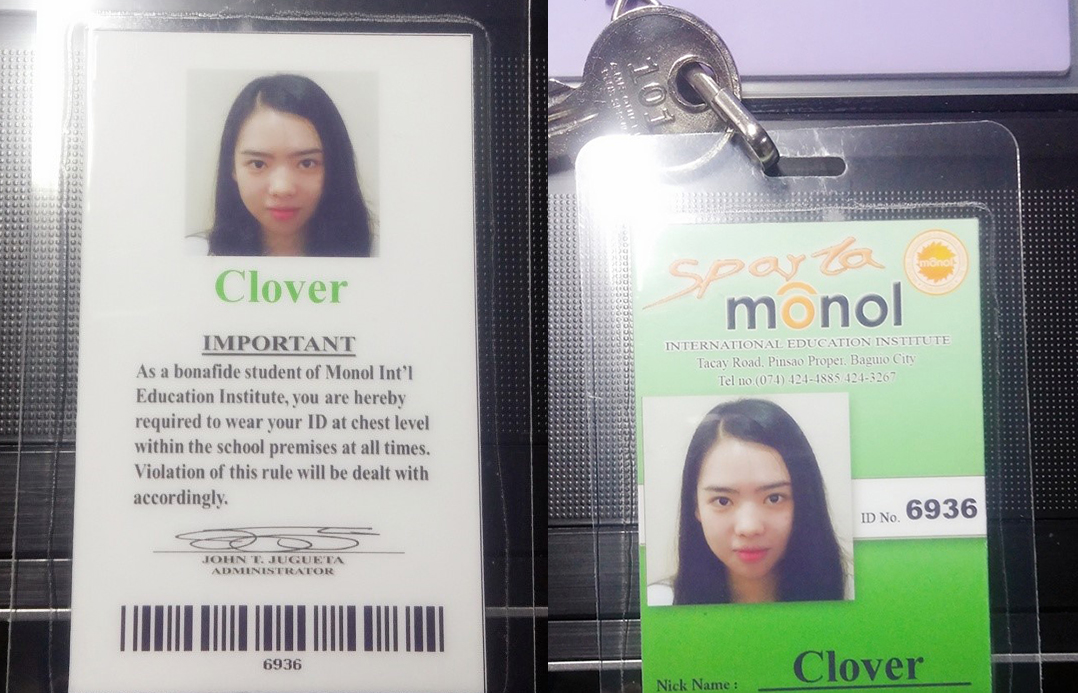 Clover
IMPORTANT
As a bonafide student of Monol Int'l
Education Institute, you are hereby
required to wear your ID at chest level
within the school premises at all times.
Violation of this rule will be dealt with
accordingly.
JOHN T. JUGUETA
ADMINISTRATOR
6936
101
sparta
monol
mônol
INTERNATIONAL EDUCATION INSTITUTE
Tacay Road, Pinsao Proper, Baguio City
Tel no (074) 424-4885 424-3267
ID No. 6936
Nick Name : Clover